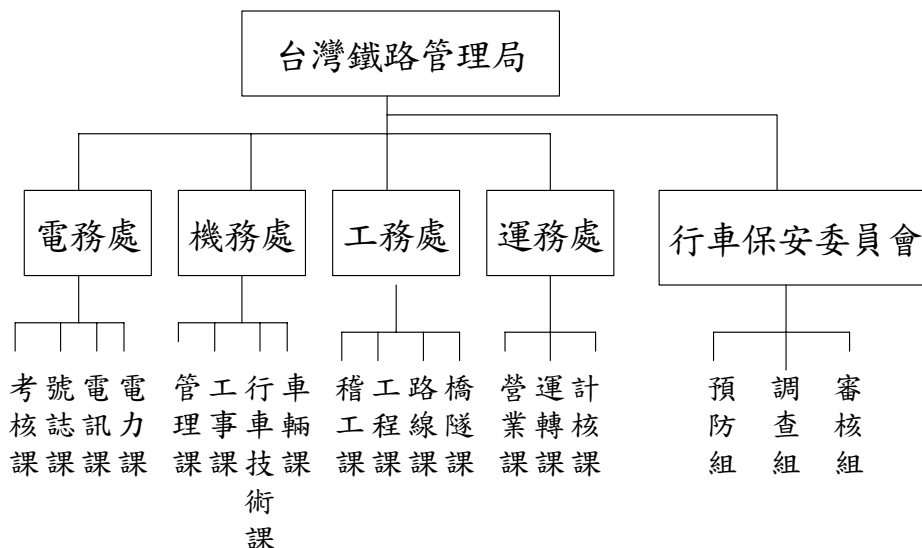 台灣鐵路管理局
電務處
機務處
工務處
運務處
行車保安委員會
考核課
號誌課
電訊課
電力課
管理課
工事課
行車技術課
車輛課
稽工課
工程課
路線課
橋隧課
營業課
運轉課
計核課
預防組
調查組
審核組